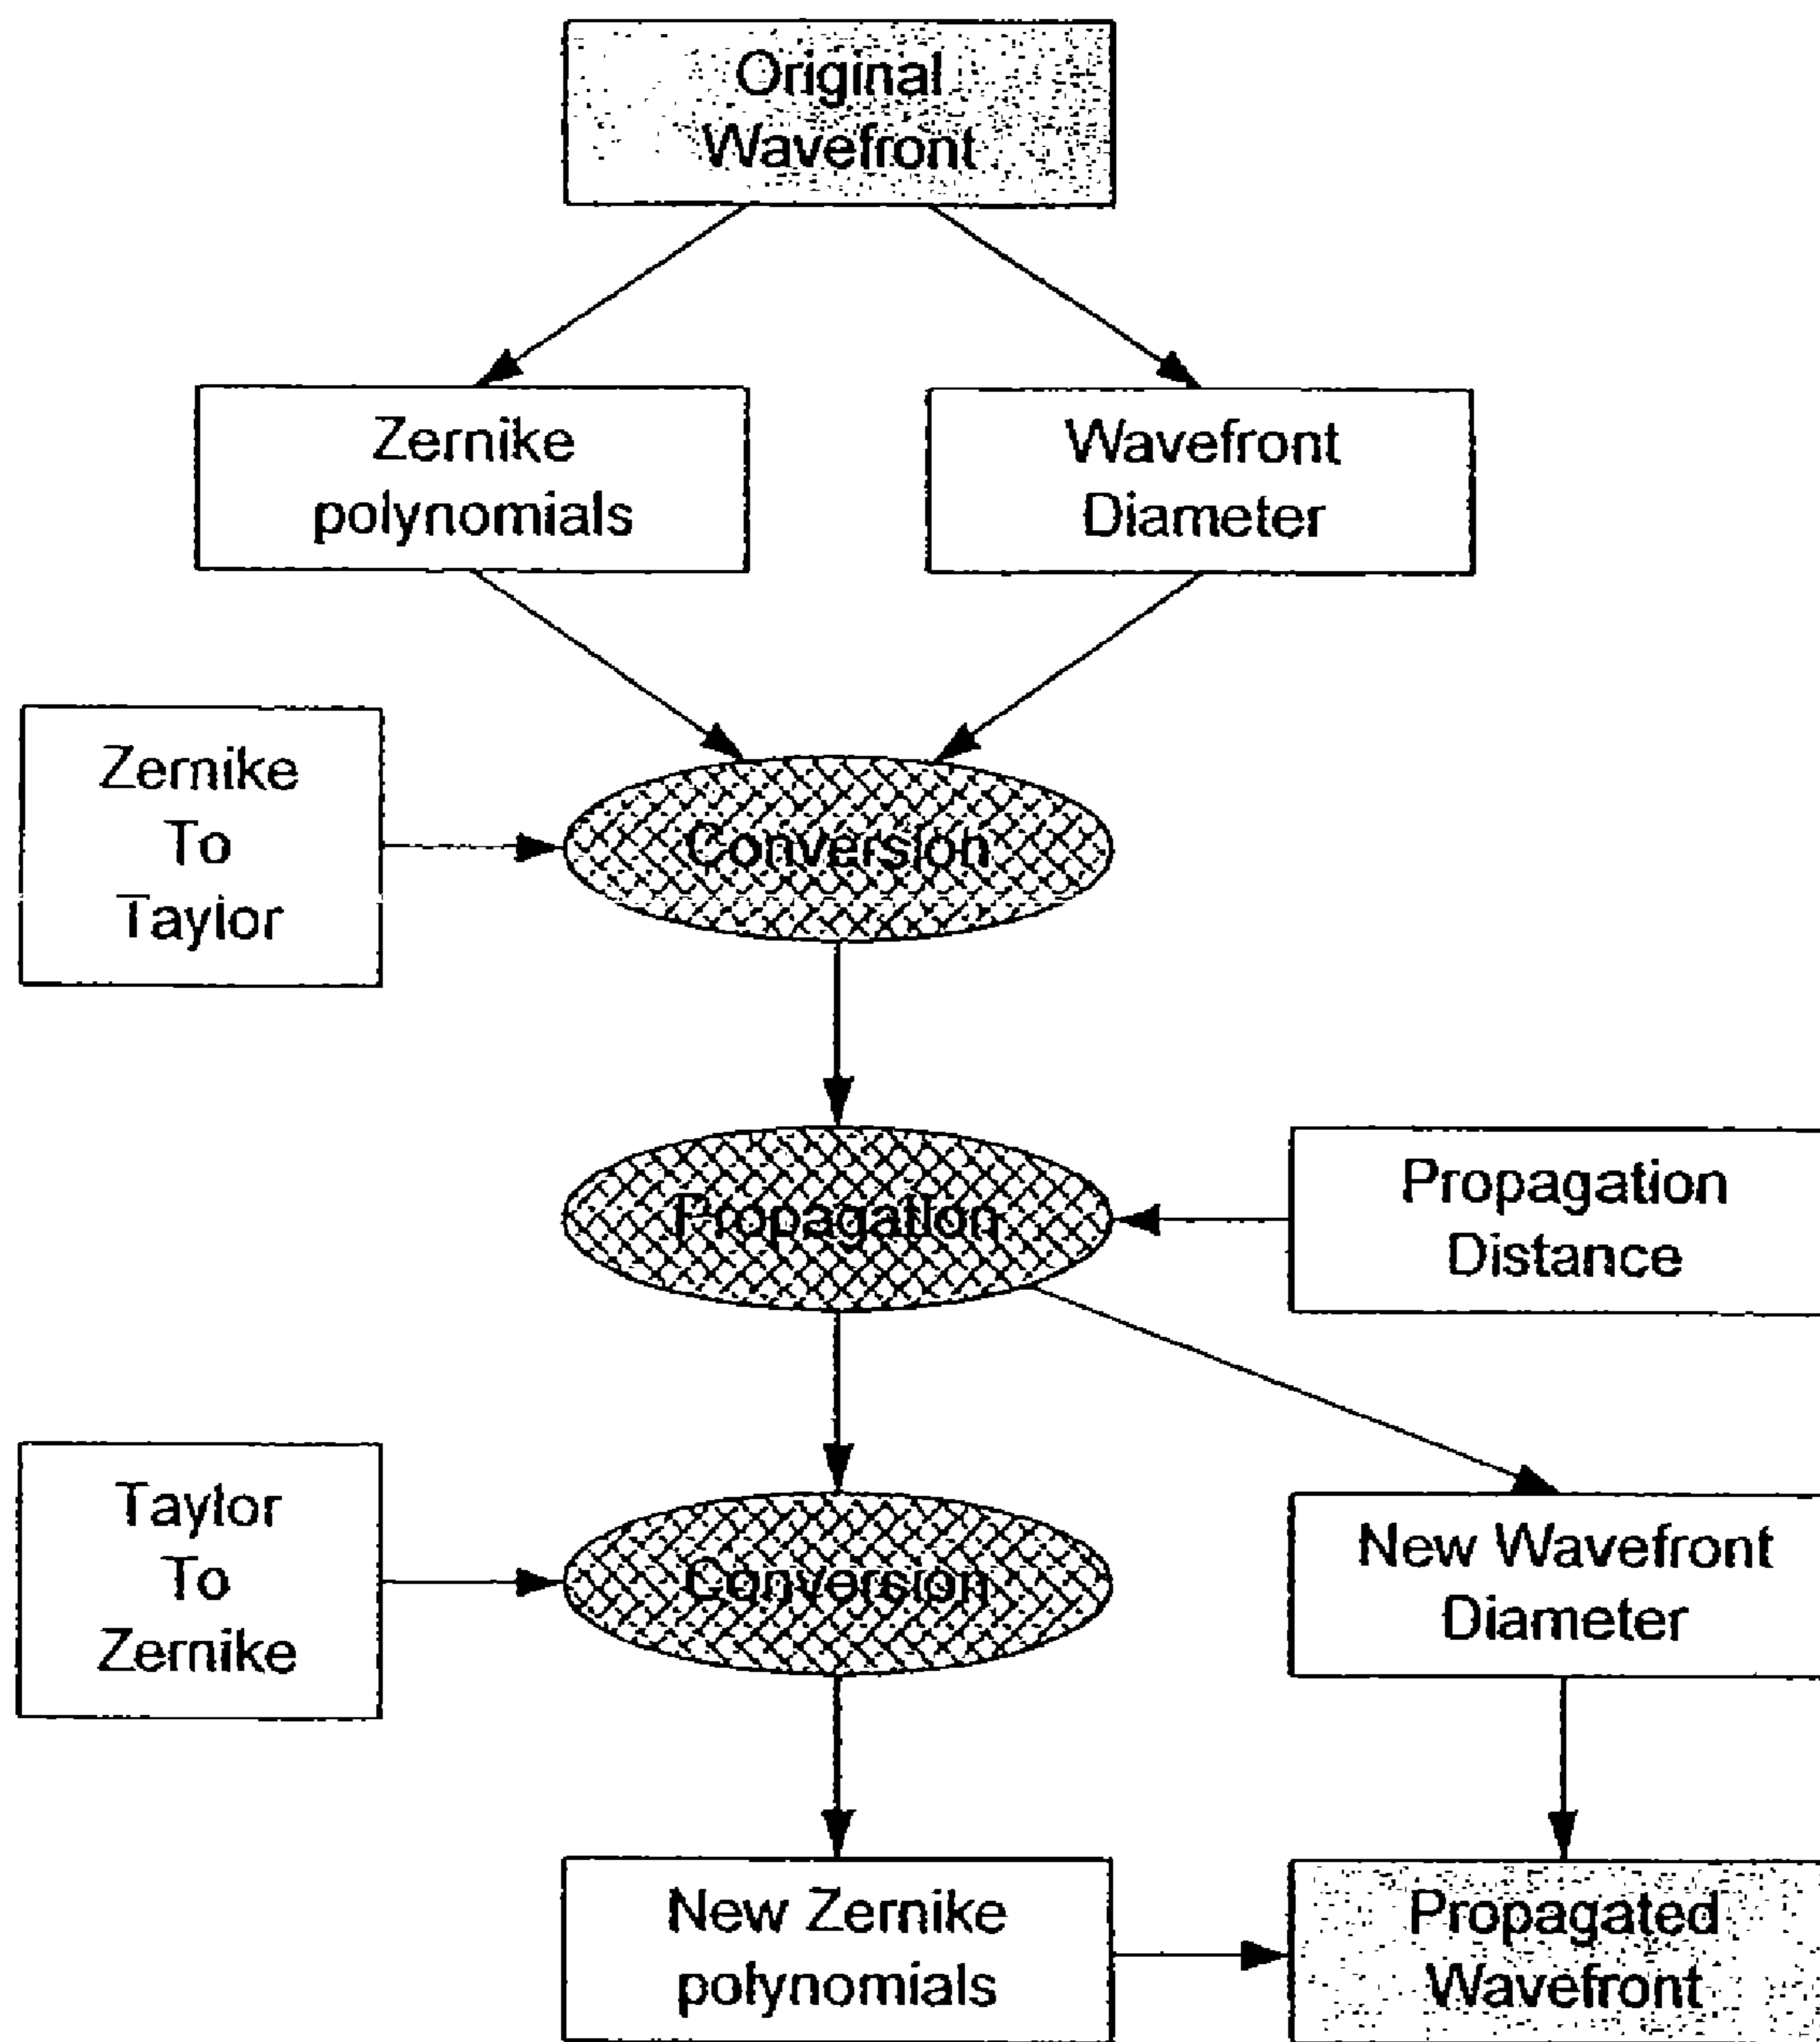 Original
Wavefront
Zernike
polynomials
Wavefront
Diameter
Zernike
To
Taylor
Conversion
Propagation
Propagation
Distance
Taylor
To
Zernike
Conversion
New Wavefront
Diameter
New Zernike
polynomials
Propagated
Wavefront